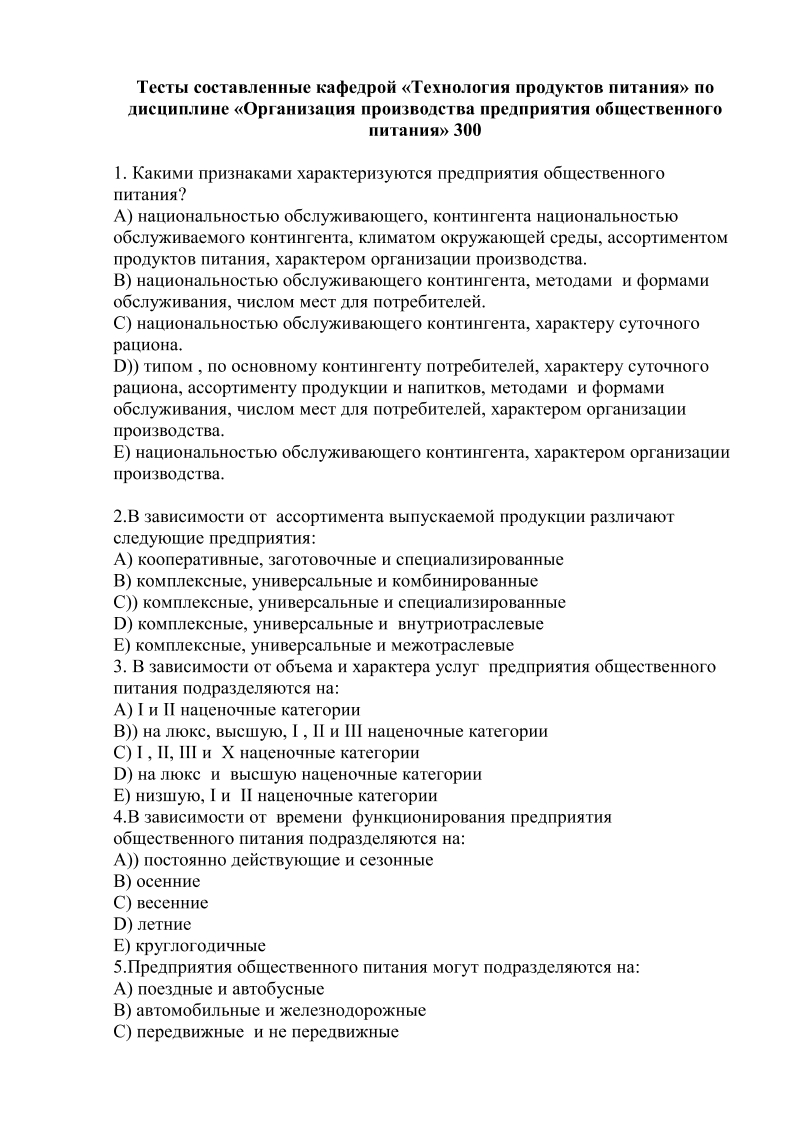 Тесты составленные кафедрой «Технология продуктов питания» по
дисциплине «Организация производства предприятия общественного
питания» 300
1. Какими признаками характеризуются предприятия общественного
питания?
A) национальностью обслуживающего, контингента национальностью
обслуживаемого контингента, климатом окружающей среды, ассортиментом
продуктов питания, характером организации производства.
B) национальностью обслуживающего контингента, методами и формами
обслуживания, числом мест для потребителей.
C) национальностью обслуживающего контингента, характеру суточного
рациона.
D)) типом , по основному контингенту потребителей, характеру суточного
рациона, ассортименту продукции и напитков, методами и формами
обслуживания, числом мест для потребителей, характером организации
производства.
E) национальностью обслуживающего контингента, характером организации
производства.
2.В зависимости от ассортимента выпускаемой продукции различают
следующие предприятия:
A) кооперативные, заготовочные и специализированные
B) комплексные, универсальные и комбинированные
C)) комплексные, универсальные и специализированные
D) комплексные, универсальные и внутриотраслевые
E) комплексные, универсальные и межотраслевые
3. В зависимости от объема и характера услуг предприятия общественного
питания подразделяются на:
A) I и II наценочные категории
B)) на люкс, высшую, I , II и III наценочные категории
C) I , II, III и X наценочные категории
D) на люкс и высшую наценочные категории
E) низшую, I и II наценочные категории
4.В зависимости от времени функционирования предприятия
общественного питания подразделяются на:
A)) постоянно действующие и сезонные
B) осенние
C) весенние
D) летние
E) круглогодичные
5.Предприятия общественного питания могут подразделяются на:
A) поездные и автобусные
B) автомобильные и железнодорожные
C) передвижные и не передвижные